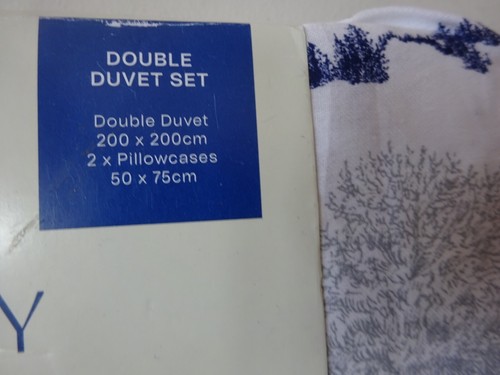 DOUBLE
DUVET SET
Double Duvet
200 x 200cm
2 x Pillowcases
50 x 75cm
Y